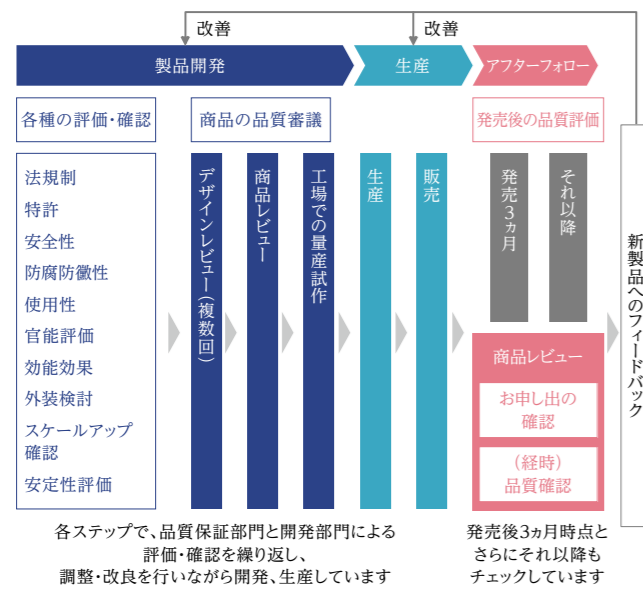 改善
改善
製品開発
生産
アフターフォロー
各種の評価・確認
商品の品質審議
発売後の品質評価
法規制
特許
安全性
防腐防黴性
使用性
官能評価
効能効果
外装検討
スケールアップ
確認
安定性評価
デザインレビュー（複数回）
商品レビュー
工場での量産試作
生産
販売
発売3ヵ月
それ以降
商品レビュー
お申し出の
確認
（経時）
品質確認
新製品へのフィードバック
各ステップで、品質保証部門と開発部門による
評価・確認を繰り返し、
調整・改良を行いながら開発、生産しています
発売後3ヵ月時点と
さらにそれ以降も
チェックしています